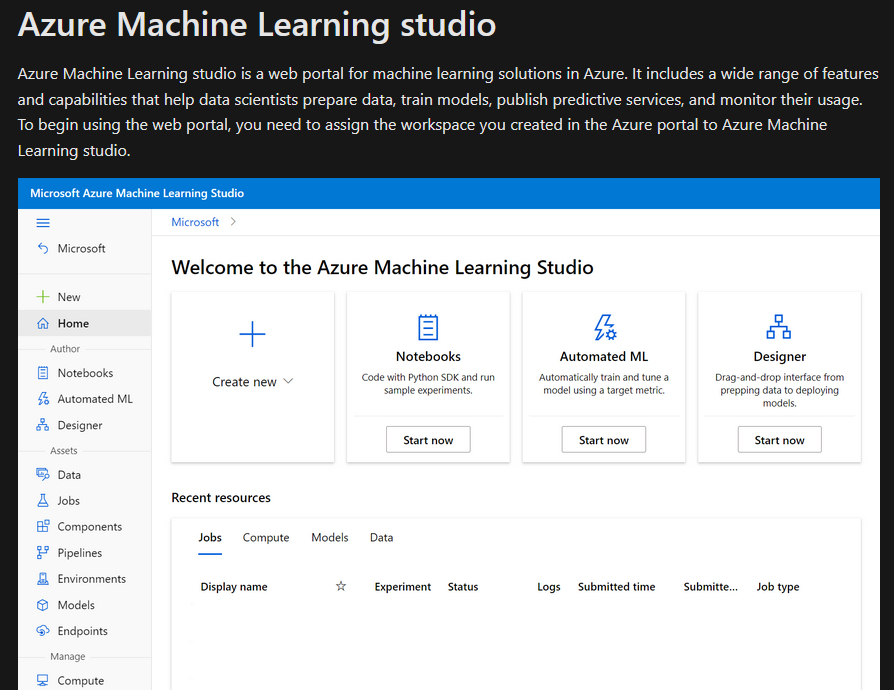 Azure Machine Learning studio
Azure Machine Learning studio is a web portal for machine learning solutions in Azure. It includes a wide range of features
and capabilities that help data scientists prepare data, train models, publish predictive services, and monitor their usage.
To begin using the web portal, you need to assign the workspace you created in the Azure portal to Azure Machine
Learning studio.
Microsoft Azure Machine Learning Studio
Microsoft
Microsoft
New
Home
Author
Notebooks
Automated ML
Designer
Assets
Data
Jobs
Components
Pipelines
Environments
Models
Endpoints
Manage
Compute
Welcome to the Azure Machine Learning Studio
Create new
Notebooks
Code with Python SDK and run
sample experiments.
Start now
Automated ML
Automatically train and tune a
model using a target metric.
Start now
Designer
Drag-and-drop interface from
prepping data to deploying
models.
Start now
Recent resources
Jobs Compute Models Data
Display name Experiment Status Logs Submitted time Submitte... Job type